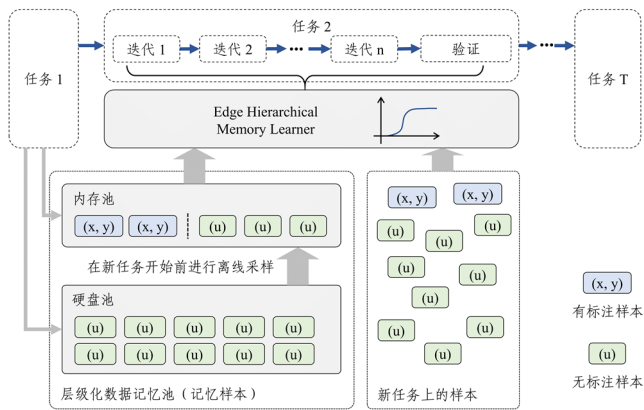 任务 2
任务 1
迭代 1
迭代 2
···
迭代 n
验证
···
任务 T
Edge Hierarchical
Memory Learner
内存池
(x, y)
(x, y)
(u)
(u)
(u)
在新任务开始前进行离线采样
硬盘池
(u)
(u)
(u)
(u)
(u)
(u)
(u)
(u)
(u)
(u)
层级化数据记忆池（记忆样本）
(x, y)
(x, y)
(u)
(u)
(u)
(u)
(u)
(u)
(u)
(u)
(u)
新任务上的样本
(x, y)
有标注样本
(u)
无标注样本